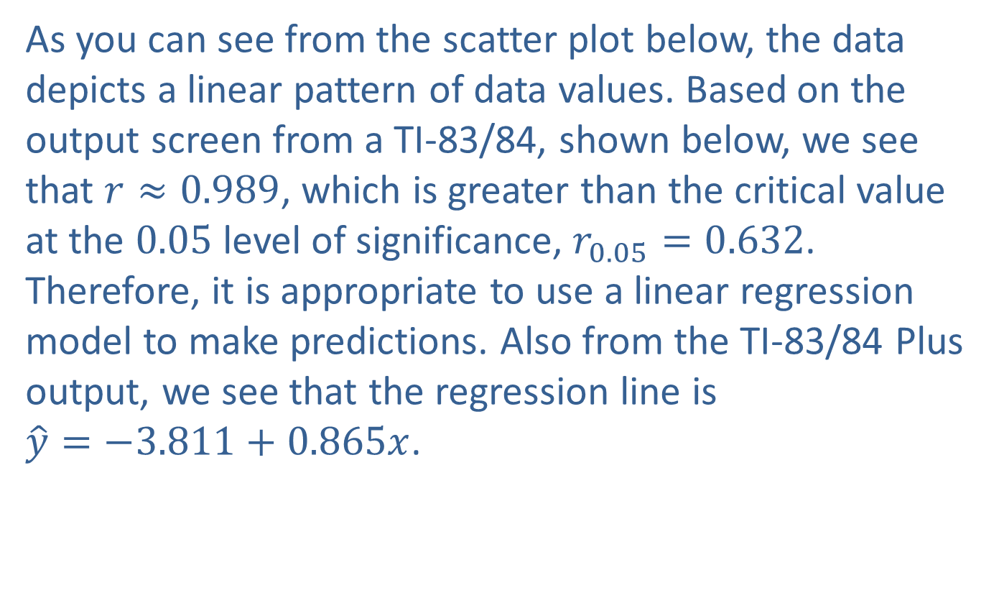 As you can see from the scatter plot below, the data
depicts a linear pattern of data values. Based on the
output screen from a TI-83/84, shown below, we see
that r ≈ 0.989, which is greater than the critical value
at the 0.05 level of significance, r₀.₀₅ = 0.632.
Therefore, it is appropriate to use a linear regression
model to make predictions. Also from the TI-83/84 Plus
output, we see that the regression line is
ŷ = −3.811 + 0.865x.